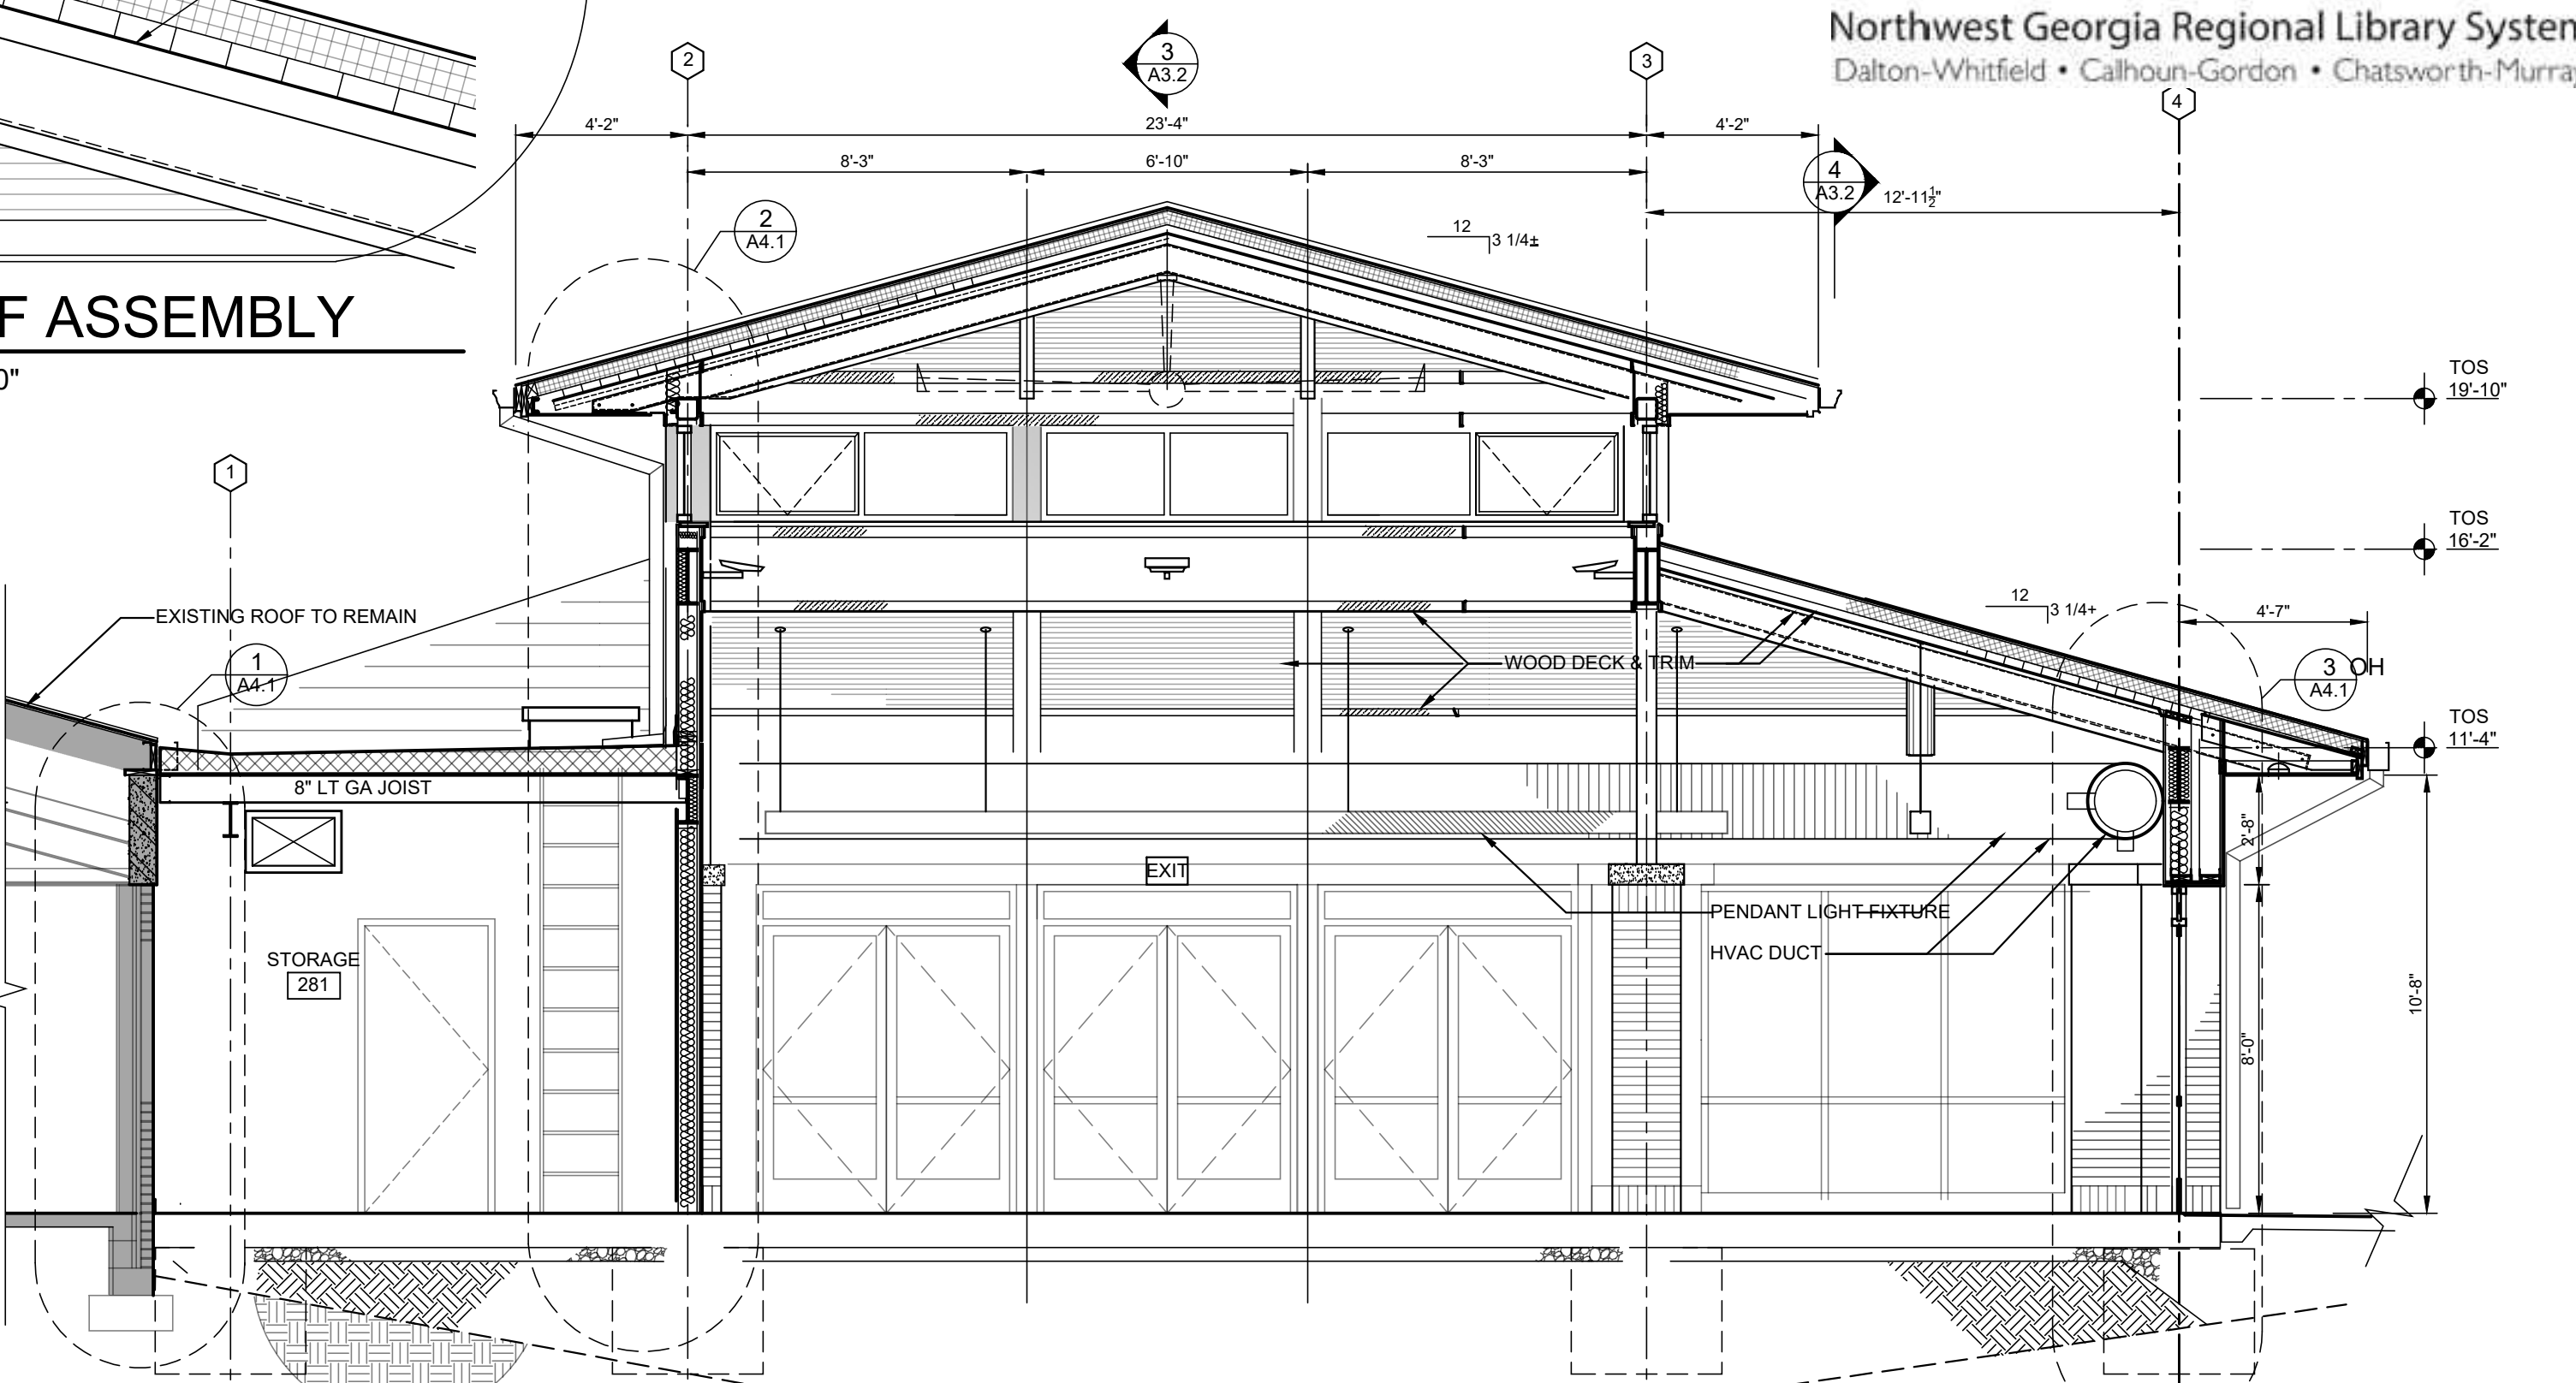 Northwest Georgia Regional Library System
Dalton-Whitfield • Calhoun-Gordon • Chatsworth-Murray
2
3
A3.2
3
4
4'-2"
23'-4"
4'-2"
8'-3"
6'-10"
8'-3"
4
A3.2
12'-11½"
2
A4.1
12
3 1/4±
F ASSEMBLY
0"
TOS
19'-10"
1
TOS
16'-2"
EXISTING ROOF TO REMAIN
12
3 1/4+
4'-7"
1
A4.1
WOOD DECK & TRIM
3
A4.1
OH
TOS
11'-4"
8" LT GA JOIST
2'-8"
EXIT
PENDANT LIGHT FIXTURE
HVAC DUCT
STORAGE
281
10'-8"
8'-0"